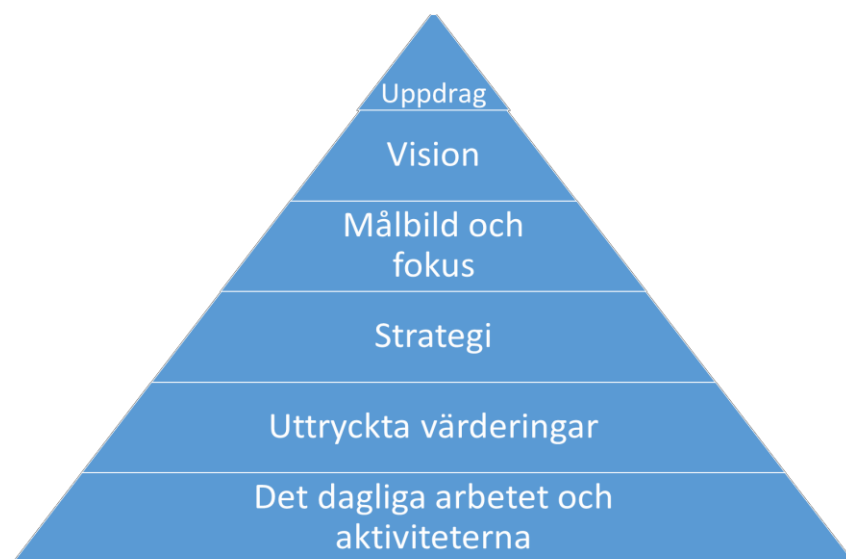 Uppdrag
Vision
Målbild och
fokus
Strategi
Uttryckta värderingar
Det dagliga arbetet och
aktiviteterna